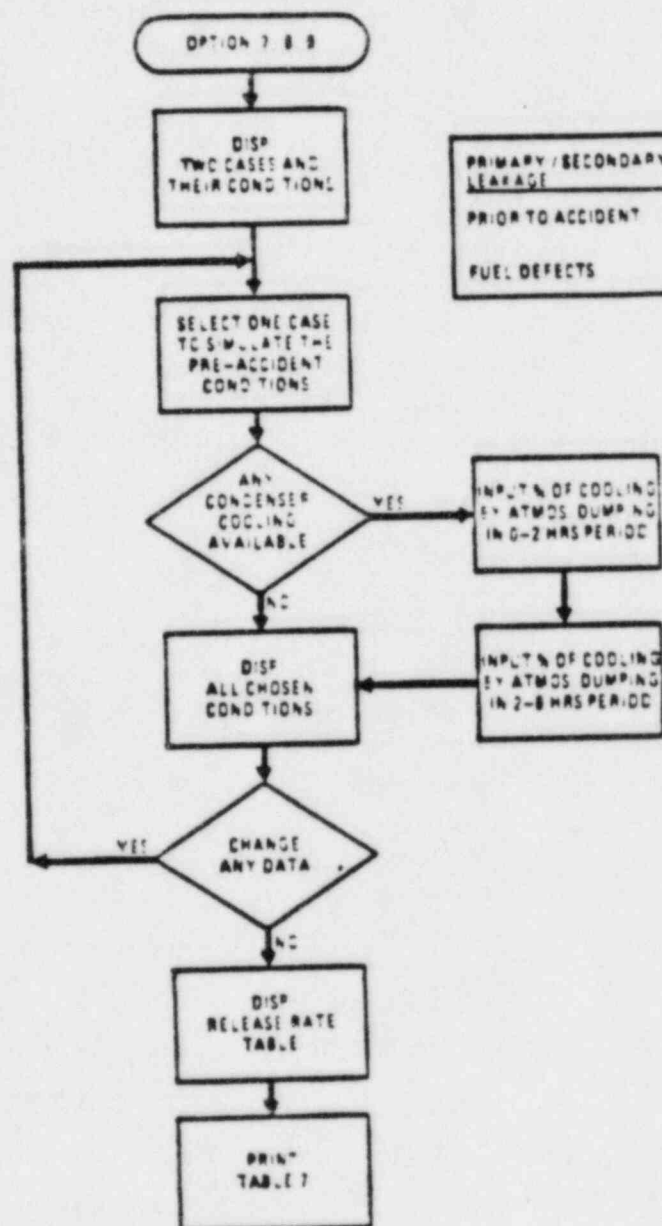 OPTION 7, 8, 9
DISP
TWO CASES AND
THEIR CONDITIONS
PRIMARY / SECONDARY
LEAKAGE
PRIOR TO ACCIDENT
FUEL DEFECTS
SELECT ONE CASE
TO SIMULATE THE
PRE-ACCIDENT
CONDITIONS
ANY
CONDENSER
COOLING
AVAILABLE
YES
INPUT % OF COOLING
BY ATMOS. DUMPING
IN 0-2 HRS PERIOD
NO
DISP
ALL CHOSEN
CONDITIONS
INPUT % OF COOLING
BY ATMOS. DUMPING
IN 2-8 HRS PERIOD
YES
CHANGE
ANY DATA
NO
DISP
RELEASE RATE
TABLE
PRINT
TABLE 7